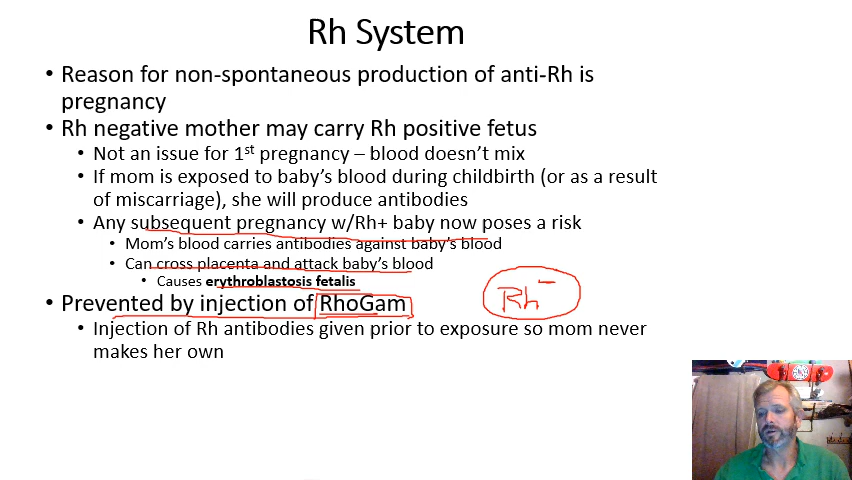 Rh System
• Reason for non-spontaneous production of anti-Rh is
pregnancy
• Rh negative mother may carry Rh positive fetus
• Not an issue for 1st pregnancy – blood doesn't mix
• If mom is exposed to baby's blood during childbirth (or as a result
of miscarriage), she will produce antibodies
• Any subsequent pregnancy w/Rh+ baby now poses a risk
• Mom's blood carries antibodies against baby's blood
• Can cross placenta and attack baby's blood
• Causes erythroblastosis fetalis
• Prevented by injection of RhoGam
Rh-
• Injection of Rh antibodies given prior to exposure so mom never
makes her own